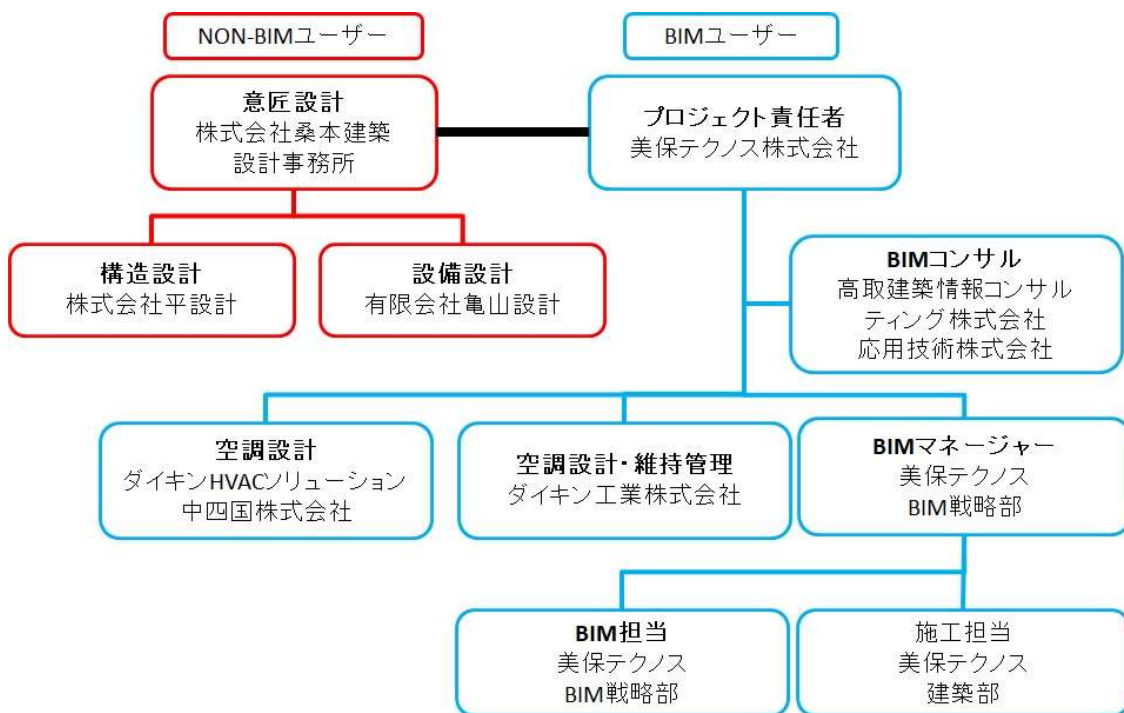 NON-BIMユーザー
BIMユーザー
意匠設計
株式会社桑本建築
設計事務所
プロジェクト責任者
美保テクノス株式会社
構造設計
株式会社平設計
設備設計
有限会社亀山設計
BIMコンサル
高取建築情報コンサル
ティング株式会社
応用技術株式会社
空調設計
ダイキンHVACソリューション
中四国株式会社
空調設計・維持管理
ダイキン工業株式会社
BIMマネージャー
美保テクノス
BIM戦略部
BIM担当
美保テクノス
BIM戦略部
施工担当
美保テクノス
建築部